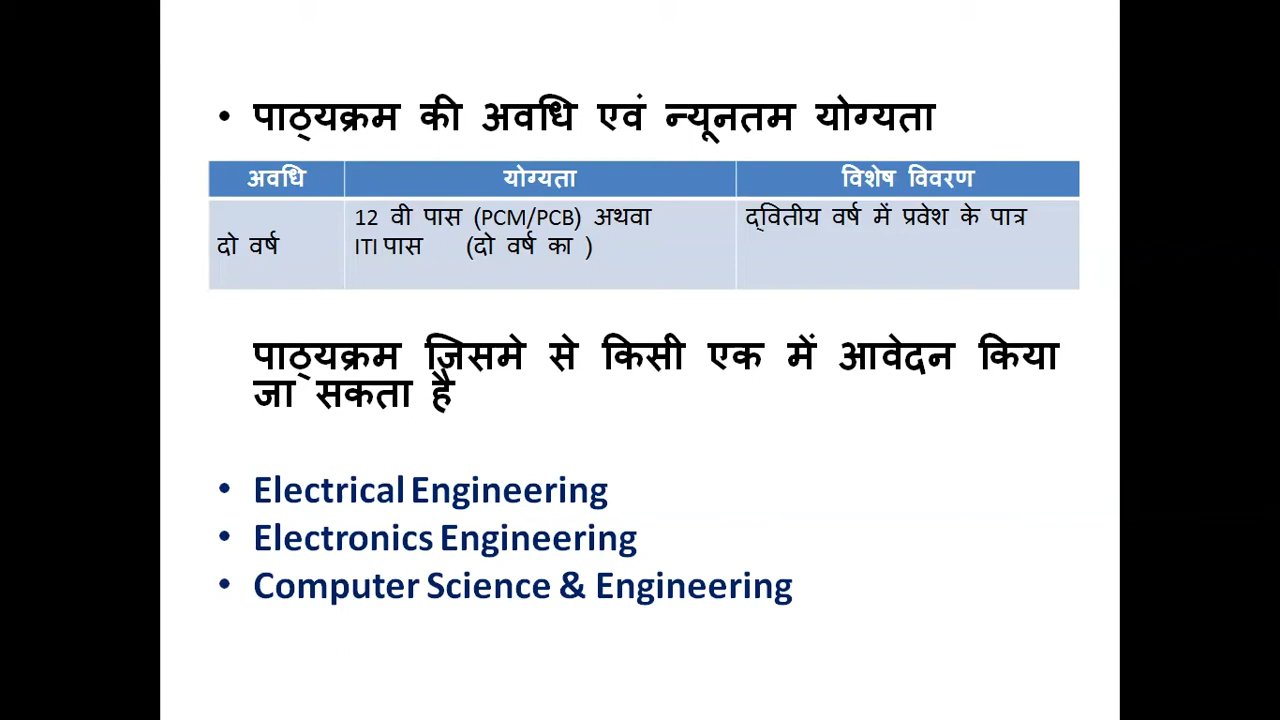 • पाठ्यक्रम की अवधि एवं न्यूनतम योग्यता
अवधि योग्यता विशेष विवरण
दो वर्ष
12 वी पास (PCM/PCB) अथवा
ITI पास (दो वर्ष का )
द्वितीय वर्ष में प्रवेश के पात्र
पाठ्यक्रम जिसमे से किसी एक में आवेदन किया
जा सकता है
• Electrical Engineering
• Electronics Engineering
• Computer Science & Engineering